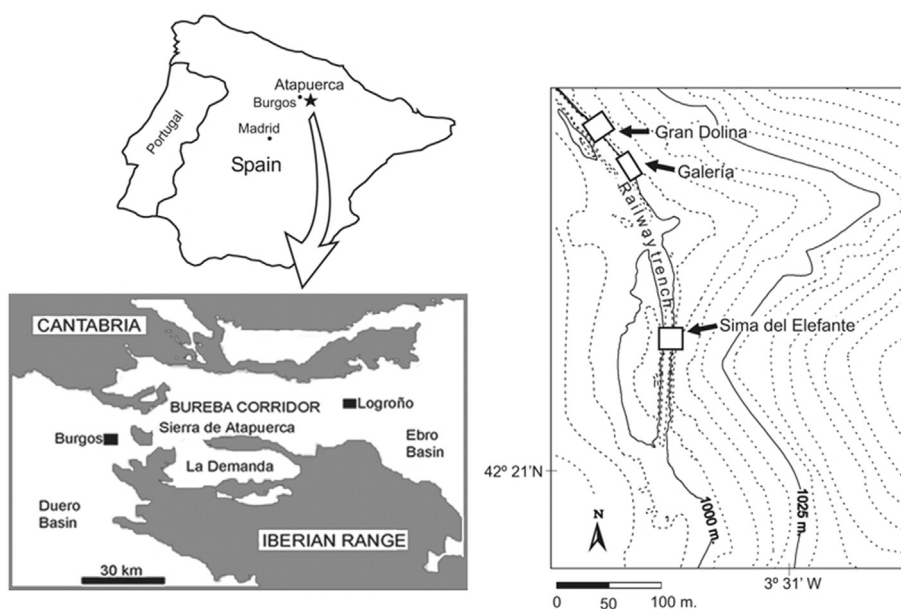 Atapuerca
Burgos
Madrid
Portugal
Spain
CANTABRIA
BUREBA CORRIDOR
Logroño
Burgos
Sierra de Atapuerca
Ebro
Basin
La Demanda
Duero
Basin
IBERIAN RANGE
30 km
Gran Dolina
Galería
Railway trench
Sima del Elefante
42º 21'N
1000 m.
1025 m.
N
3º 31' W
0 50 100 m.